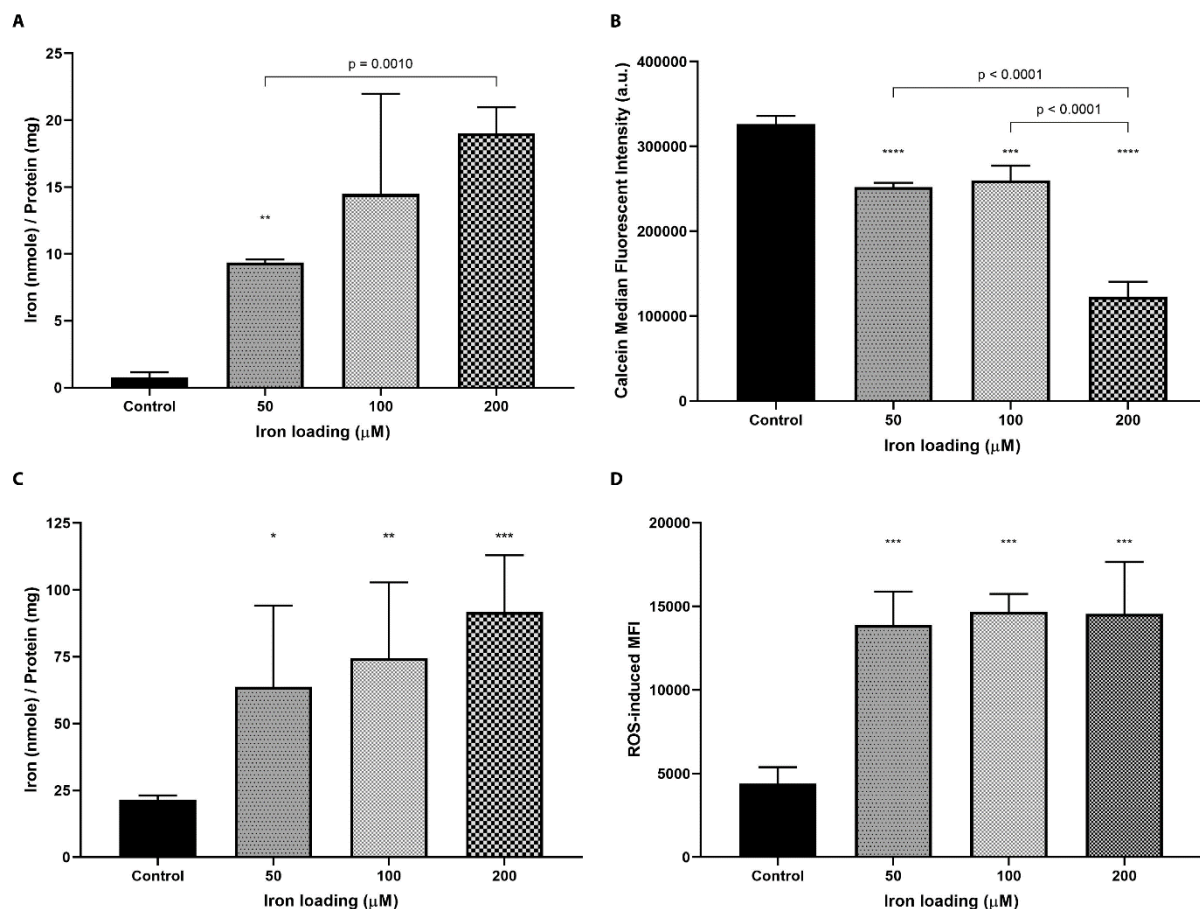 A
Iron (nmole) / Protein (mg)
25
20
15
10
5
0
p = 0.0010
**
Control
50
100
200
Iron loading (μM)
B
Calcein Median Fluorescent Intensity (a.u.)
400000
300000
200000
100000
0
p < 0.0001
p < 0.0001
****
***
****
Control
50
100
200
Iron loading (μM)
C
Iron (nmole) / Protein (mg)
125
100
75
50
25
0
*
**
***
Control
50
100
200
Iron loading (μM)
D
ROS-induced MFI
20000
15000
10000
5000
0
***
***
***
Control
50
100
200
Iron loading (μM)